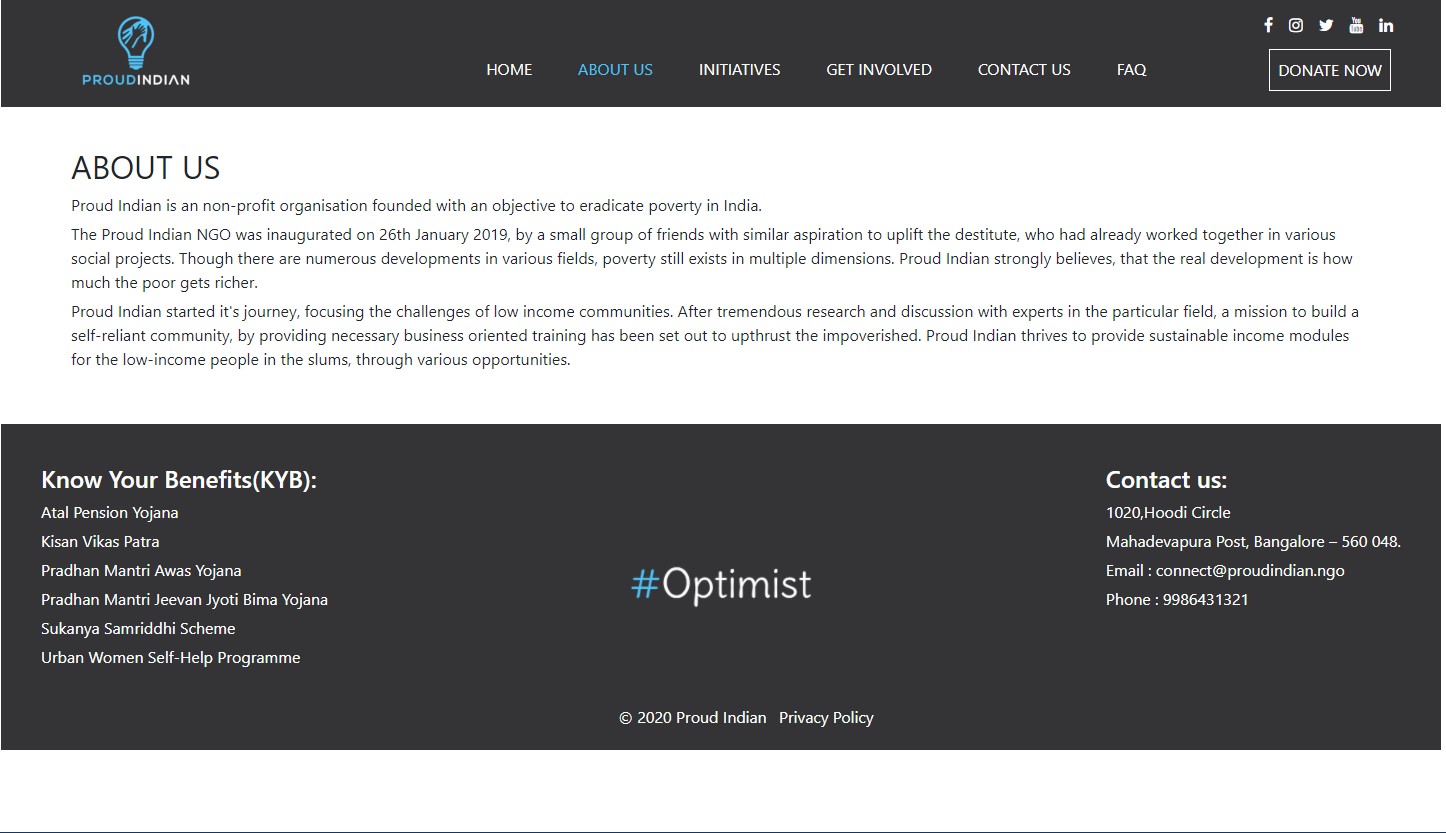 PROUDINDIAN
HOME ABOUT US INITIATIVES GET INVOLVED CONTACT US FAQ
You Tube
DONATE NOW
ABOUT US
Proud Indian is an non-profit organisation founded with an objective to eradicate poverty in India.
The Proud Indian NGO was inaugurated on 26th January 2019, by a small group of friends with similar aspiration to uplift the destitute, who had already worked together in various
social projects. Though there are numerous developments in various fields, poverty still exists in multiple dimensions. Proud Indian strongly believes, that the real development is how
much the poor gets richer.
Proud Indian started it's journey, focusing the challenges of low income communities. After tremendous research and discussion with experts in the particular field, a mission to build a
self-reliant community, by providing necessary business oriented training has been set out to upthrust the impoverished. Proud Indian thrives to provide sustainable income modules
for the low-income people in the slums, through various opportunities.
Know Your Benefits(KYB):
Atal Pension Yojana
Kisan Vikas Patra
Pradhan Mantri Awas Yojana
Pradhan Mantri Jeevan Jyoti Bima Yojana
Sukanya Samriddhi Scheme
Urban Women Self-Help Programme
#Optimist
Contact us:
1020,Hoodi Circle
Mahadevapura Post, Bangalore – 560 048.
Email : connect@proudindian.ngo
Phone : 9986431321
© 2020 Proud Indian Privacy Policy